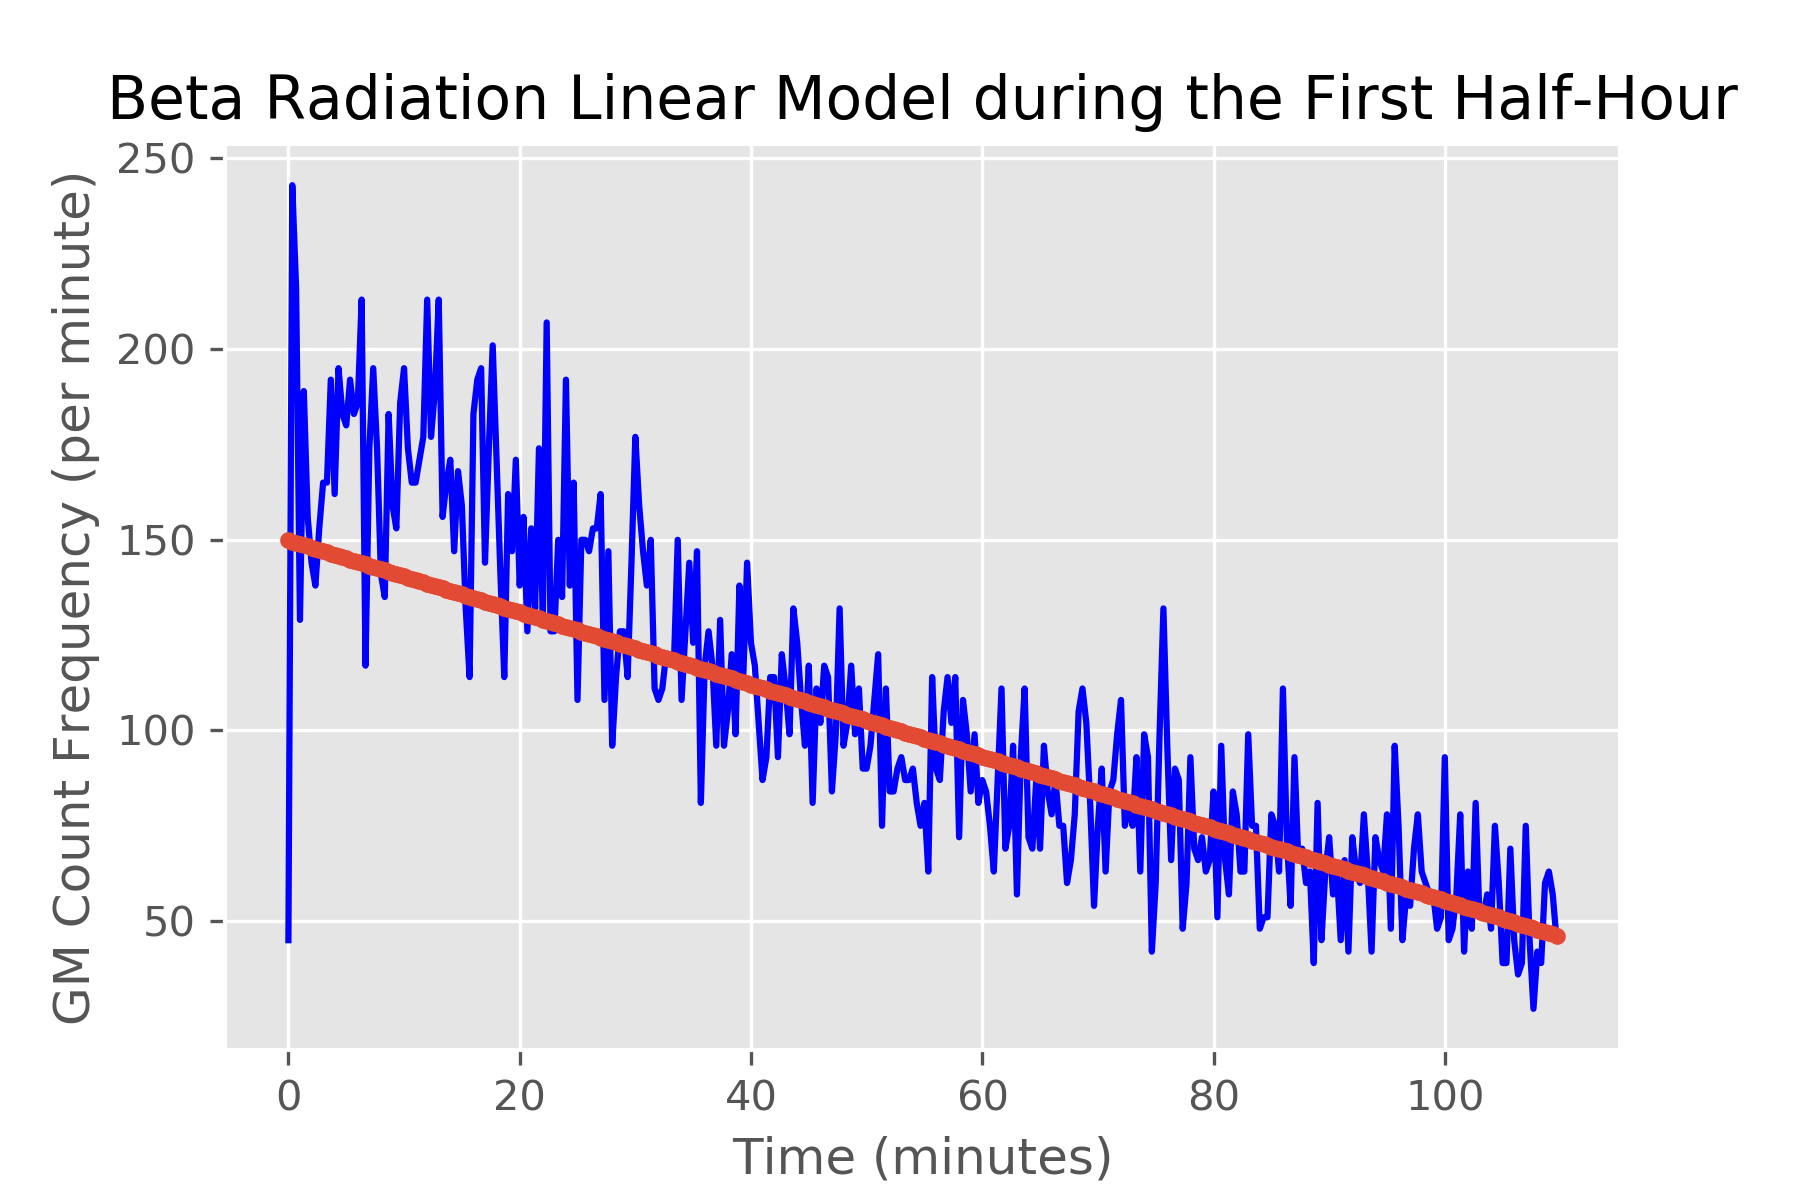 Beta Radiation Linear Model during the First Half-Hour
GM Count Frequency (per minute)
250
200
150
100
50
0 20 40 60 80 100
Time (minutes)